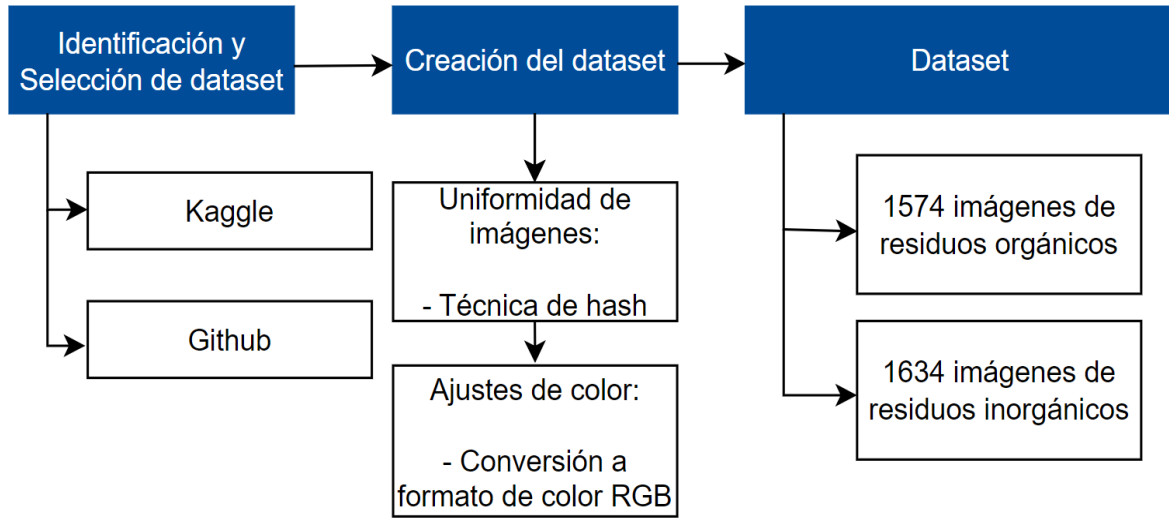 Identificación y
Selección de dataset
Creación del dataset
Dataset
Kaggle
Github
Uniformidad de
imágenes:
- Técnica de hash
Ajustes de color:
- Conversión a
formato de color RGB
1574 imágenes de
residuos orgánicos
1634 imágenes de
residuos inorgánicos